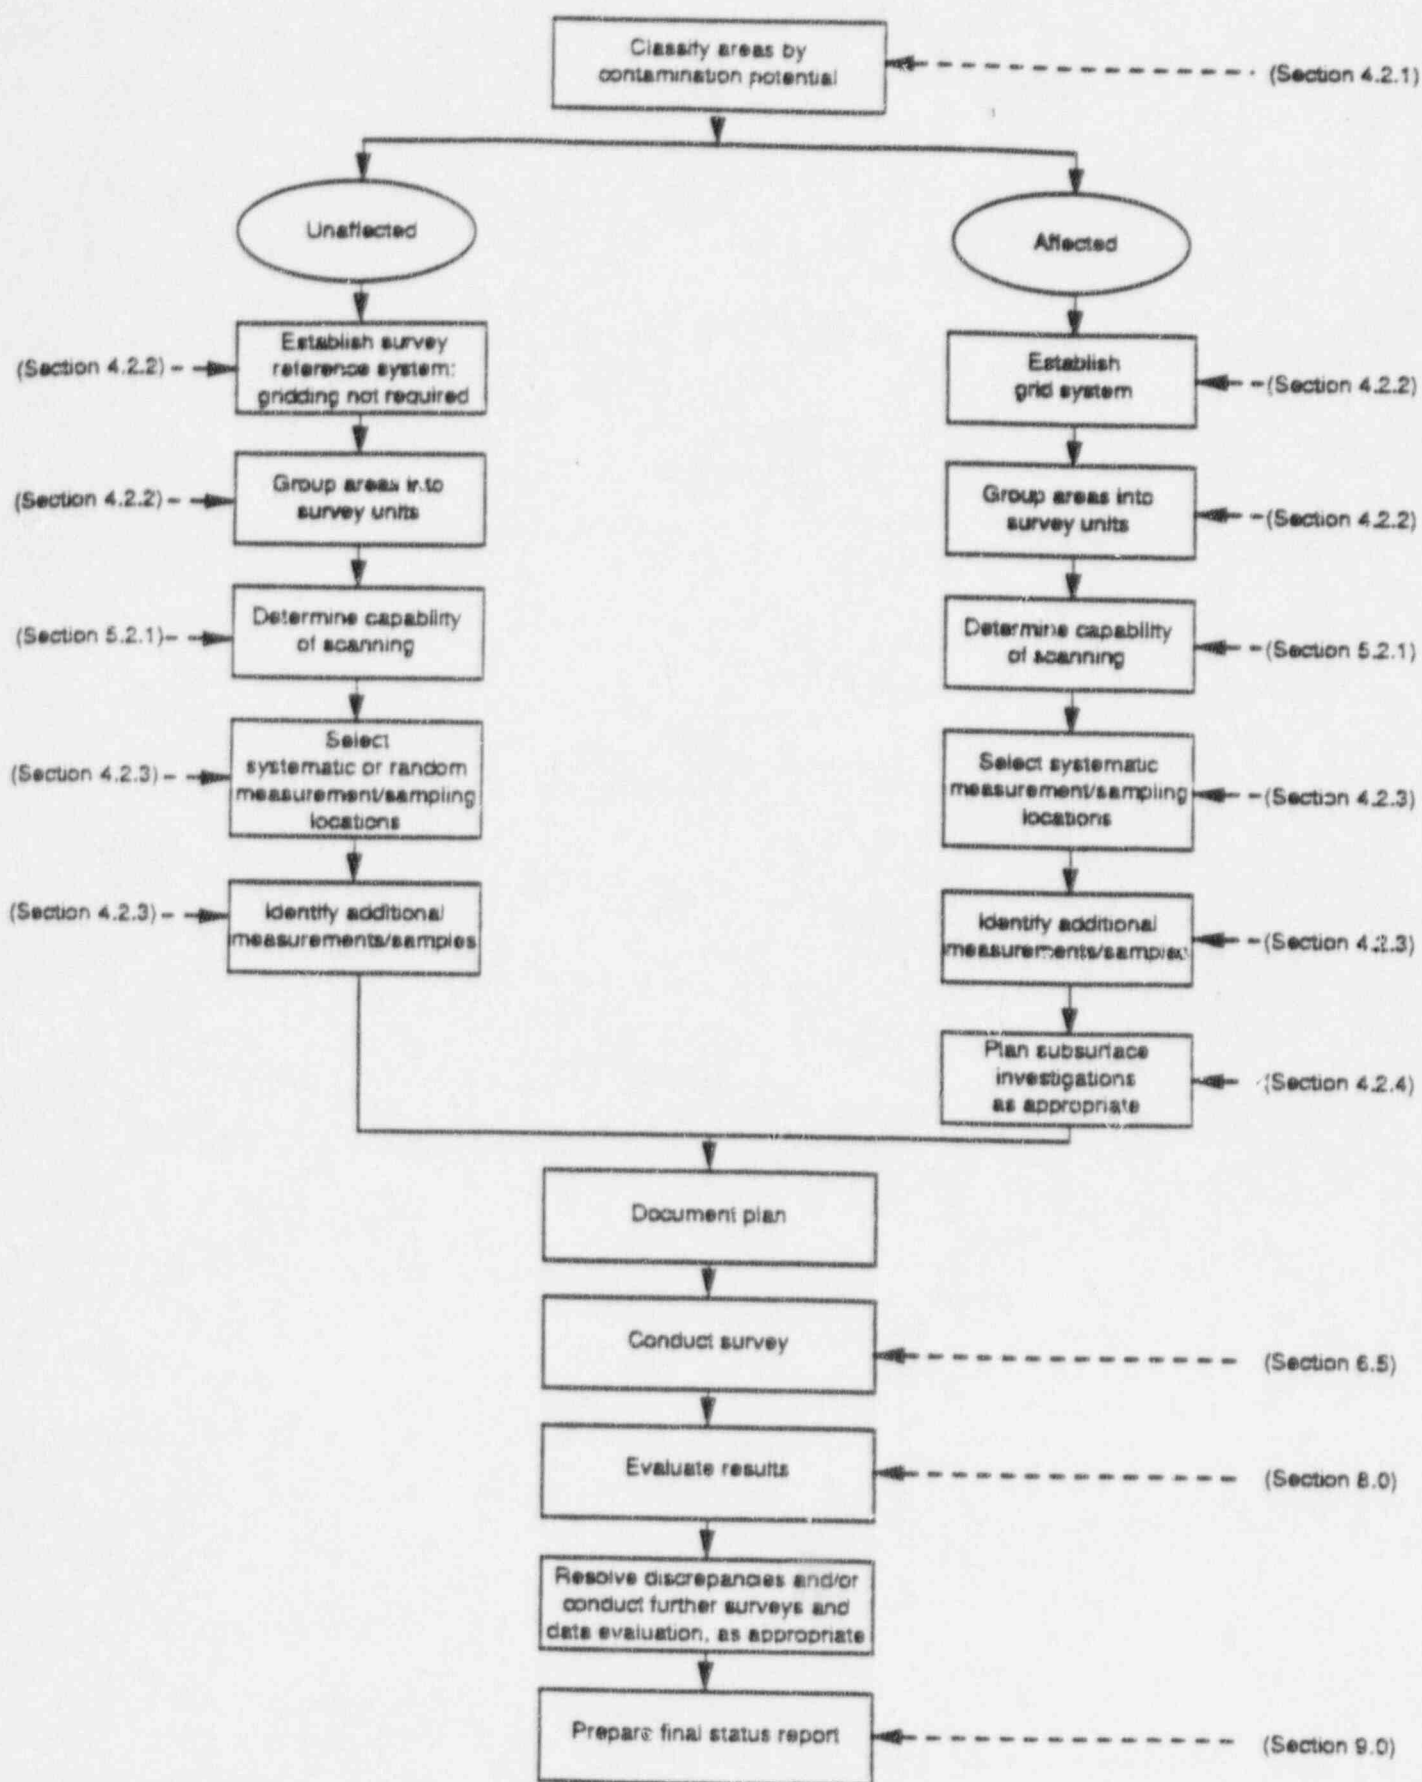 Classify areas by
contamination potential
(Section 4.2.1)
Unaffected
Affected
(Section 4.2.2)
Establish survey
reference system:
gridding not required
Establish
grid system
(Section 4.2.2)
(Section 4.2.2)
Group areas into
survey units
Group areas into
survey units
(Section 4.2.2)
(Section 5.2.1)
Determine capability
of scanning
Determine capability
of scanning
(Section 5.2.1)
(Section 4.2.3)
Select
systematic or random
measurement/sampling
locations
Select systematic
measurement/sampling
locations
(Section 4.2.3)
(Section 4.2.3)
Identify additional
measurements/samples
Identify additional
measurements/samples
(Section 4.2.3)
Plan subsurface
investigations
as appropriate
(Section 4.2.4)
Document plan
Conduct survey
(Section 6.5)
Evaluate results
(Section 8.0)
Resolve discrepancies and/or
conduct further surveys and
data evaluation, as appropriate
Prepare final status report
(Section 9.0)